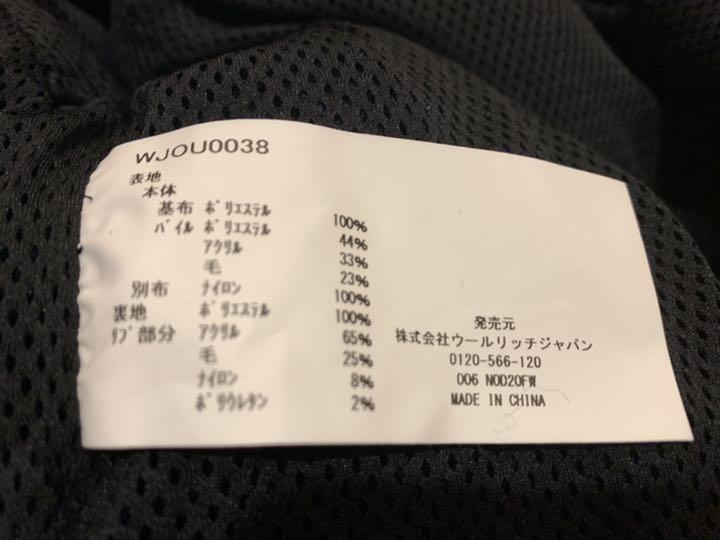 WJOU0038
表地
本体
基布 ポリエステル 100%
パイル ポリエステル 44%
アクリル 33%
毛 23%
別布 ナイロン 100%
裏地 ポリエステル 100%
リブ部分 アクリル 65%
毛 25%
ナイロン 8%
ポリウレタン 2%
発売元
株式会社ウールリッチジャパン
0120-566-120
006 NOD20FW
MADE IN CHINA